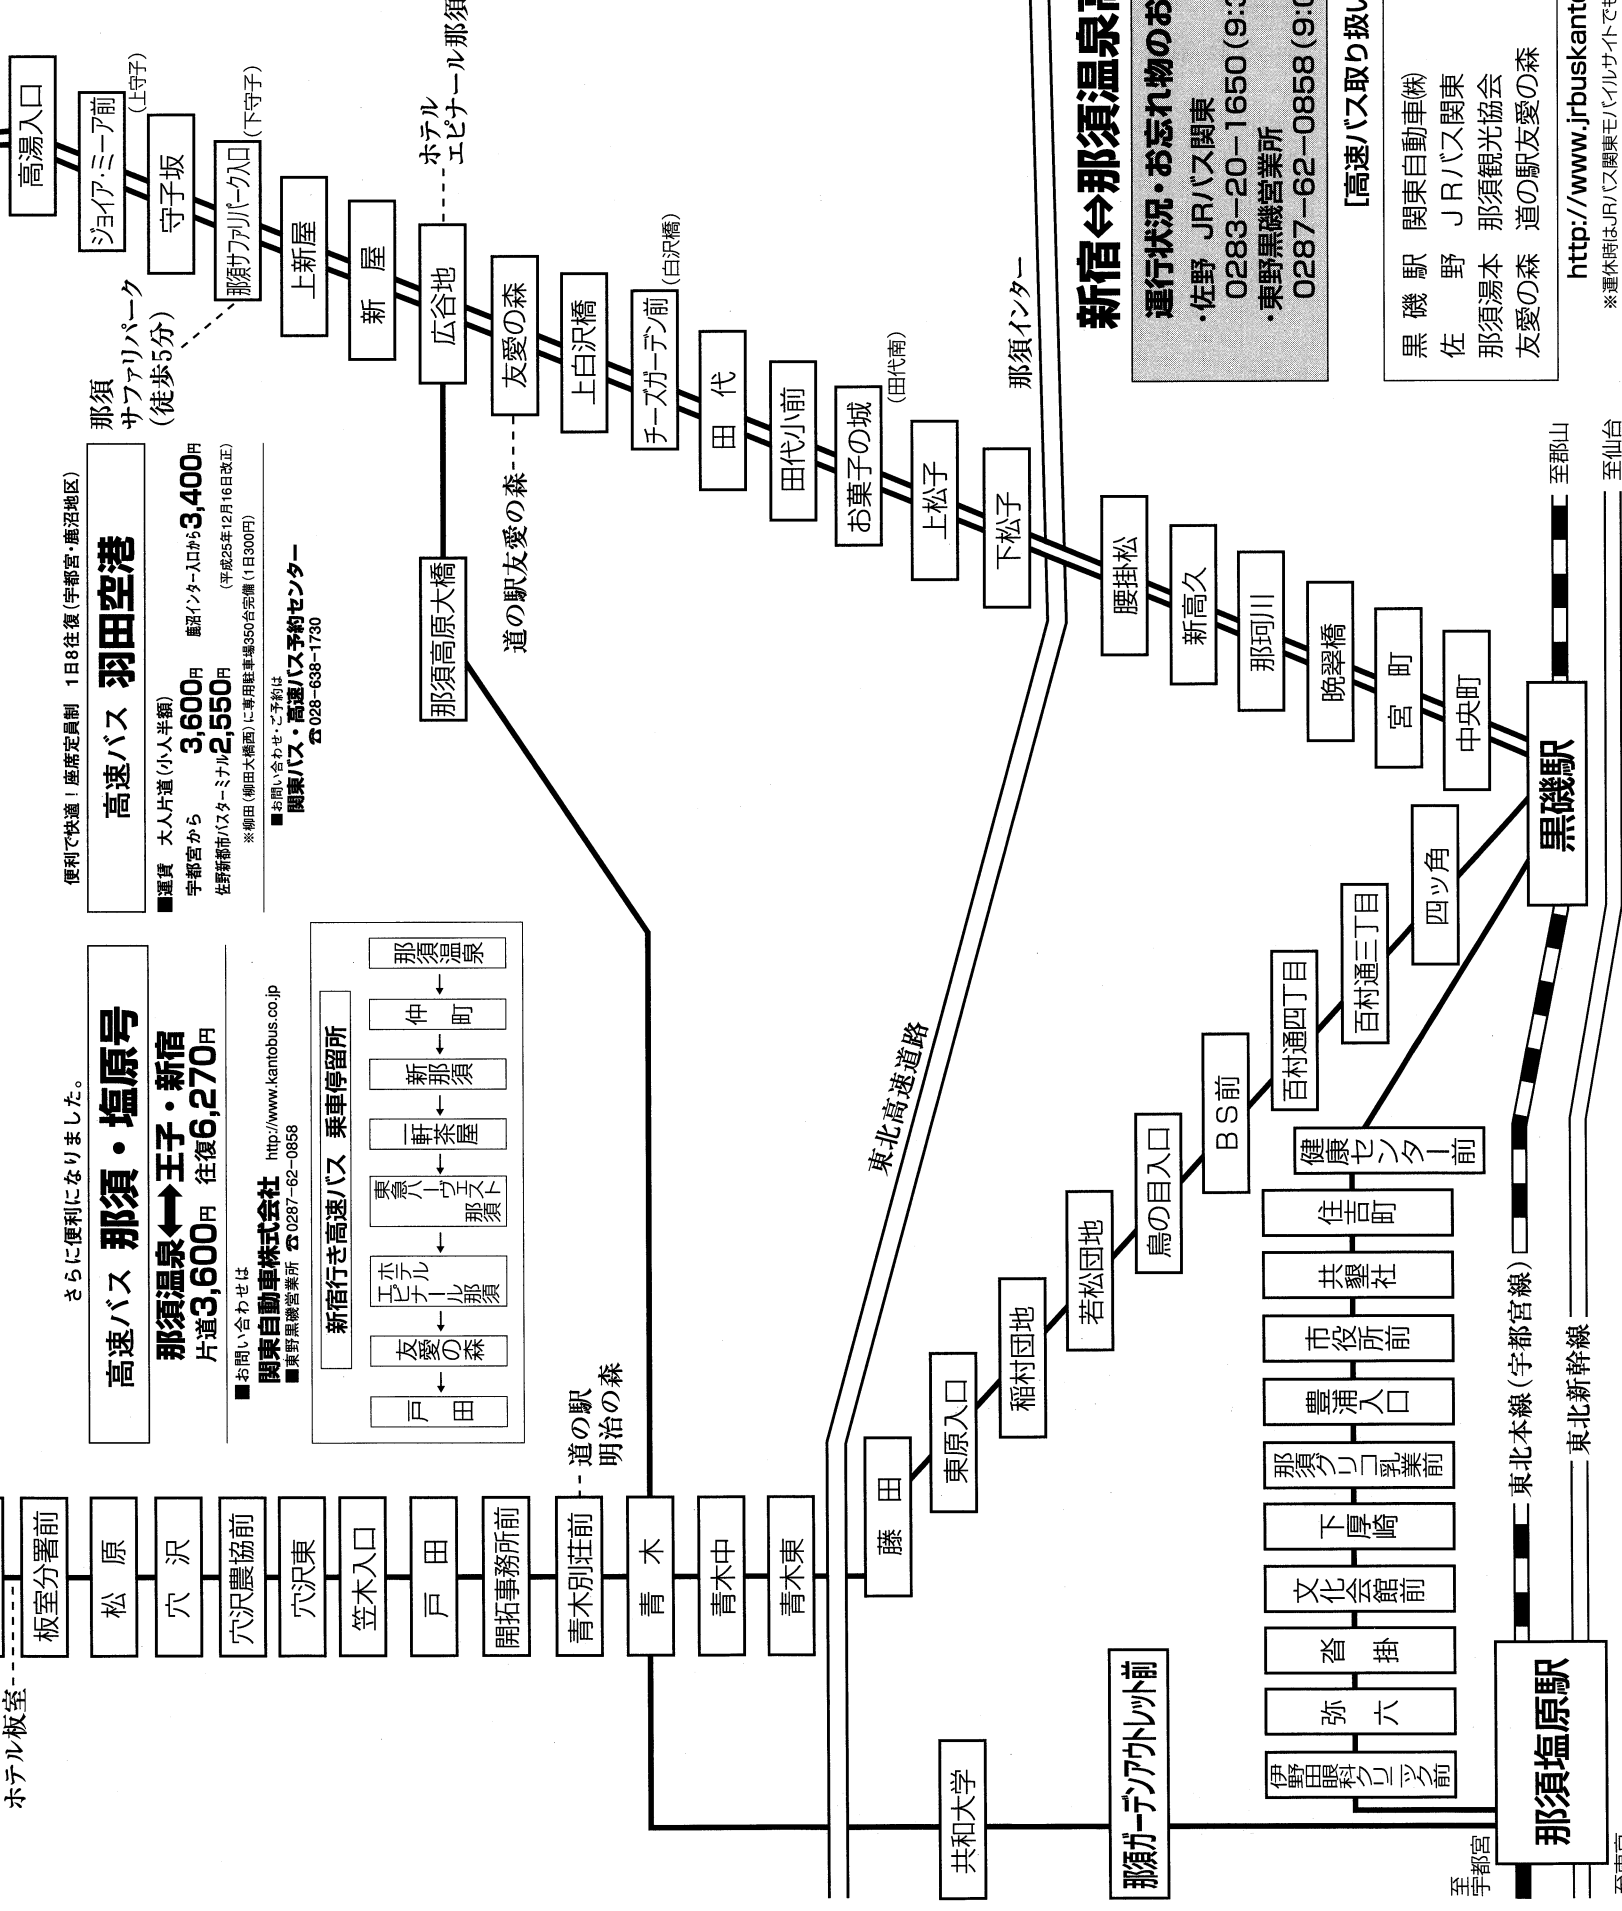 さらに便利になりました。
高速バス 那須・塩原号
那須温泉⟷王子・新宿
片道3,600円 往復6,270円
■お問い合わせは
関東自動車株式会社 http://www.kantobus.co.jp
■東野黒磯営業所 ☎0287-62-0858
新宿行き高速バス 乗車停留所
戸田→友愛の森→ホテルエピナール那須→東急ハーヴェスト那須→一軒茶屋→新那須→仲町→那須温泉
便利で快適！座席定員制 1日8往復(宇都宮・鹿沼地区)
高速バス 羽田空港
■運賃 大人片道(小人半額)
宇都宮から 3,600円 鹿沼インター入口から3,400円
佐野新都市バスターミナル2,550円 (平成25年12月16日改正)
※柳田(柳田大橋西)に専用駐車場350台完備(1日300円)
■お問い合わせ・ご予約は
関東バス・高速バス予約センター
☎028-638-1730
那須
サファリパーク
(徒歩5分)
高湯入口
ジョイア・ミーア前
(上守子)
守子坂
那須サファリパーク入口
(下守子)
上新屋
新屋
広谷地
ホテル
エピナール那須
友愛の森
道の駅友愛の森
上白沢橋
チーズガーデン前
(白沢橋)
田代
田代小前
お菓子の城
(田代南)
上松子
下松子
那須インター
腰掛松
新高久
那珂川
晩翠橋
宮町
中央町
黒磯駅
那須高原大橋
ホテル板室
板室分署前
松原
穴沢
穴沢農協前
穴沢東
笠木入口
戸田
開拓事務所前
青木別荘前
道の駅
明治の森
青木
青木中
青木東
東北高速道路
藤田
東原入口
稲村団地
若松団地
鳥の目入口
BS前
百村通四丁目
百村通三丁目
四ッ角
共和大学
那須ガーデンアウトレット前
伊野田眼科クリニック前
弥六
沓掛
文化会館前
下厚崎
那須グリコ乳業前
豊浦入口
市役所前
共墾社
住吉町
健康センター前
那須塩原駅
至
宇都宮
東北本線(宇都宮線)
東北新幹線
至郡山
至仙台
新宿⇔那須温泉
運行状況・お忘れ物のお
・佐野 JRバス関東
0283-20-1650(9:
・東野黒磯営業所
0287-62-0858(9:
[高速バス取り扱い
黒磯駅 関東自動車㈱
佐野 JRバス関東
那須湯本 那須観光協会
友愛の森 道の駅友愛の森
http://www.jrbuskant
※運休時はJRバス関東モバイルサイトでも